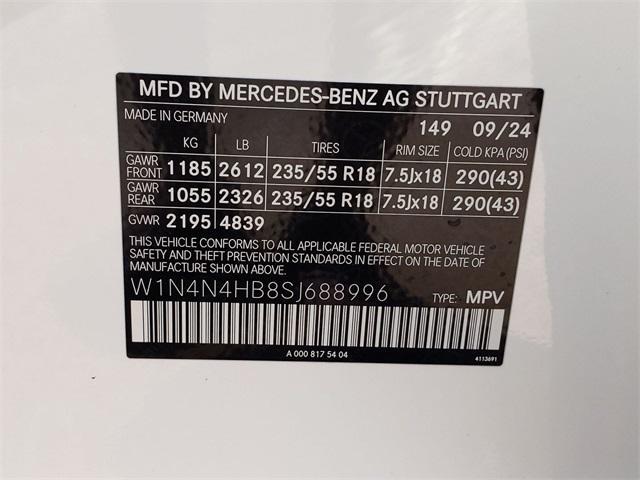 MFD BY MERCEDES-BENZ AG STUTTGART
MADE IN GERMANY 149 09/24
KG LB TIRES RIM SIZE COLD KPA (PSI)
GAWR FRONT 1185 2612 235/55 R18 7.5Jx18 290(43)
GAWR REAR 1055 2326 235/55 R18 7.5Jx18 290(43)
GVWR 2195 4839
THIS VEHICLE CONFORMS TO ALL APPLICABLE FEDERAL MOTOR VEHICLE
SAFETY AND THEFT PREVENTION STANDARDS IN EFFECT ON THE DATE
OF MANUFACTURE SHOWN ABOVE.
W1N4N4HB8SJ688996 TYPE: MPV
A 000 817 54 04 4113691